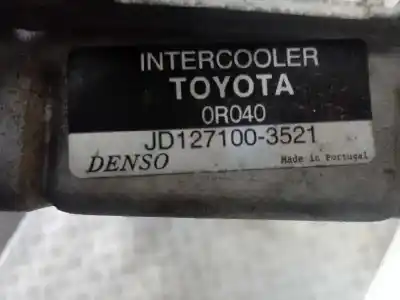 INTERCOOLER
TOYOTA
0R040
JD127100-3521
DENSO Made in Portugal